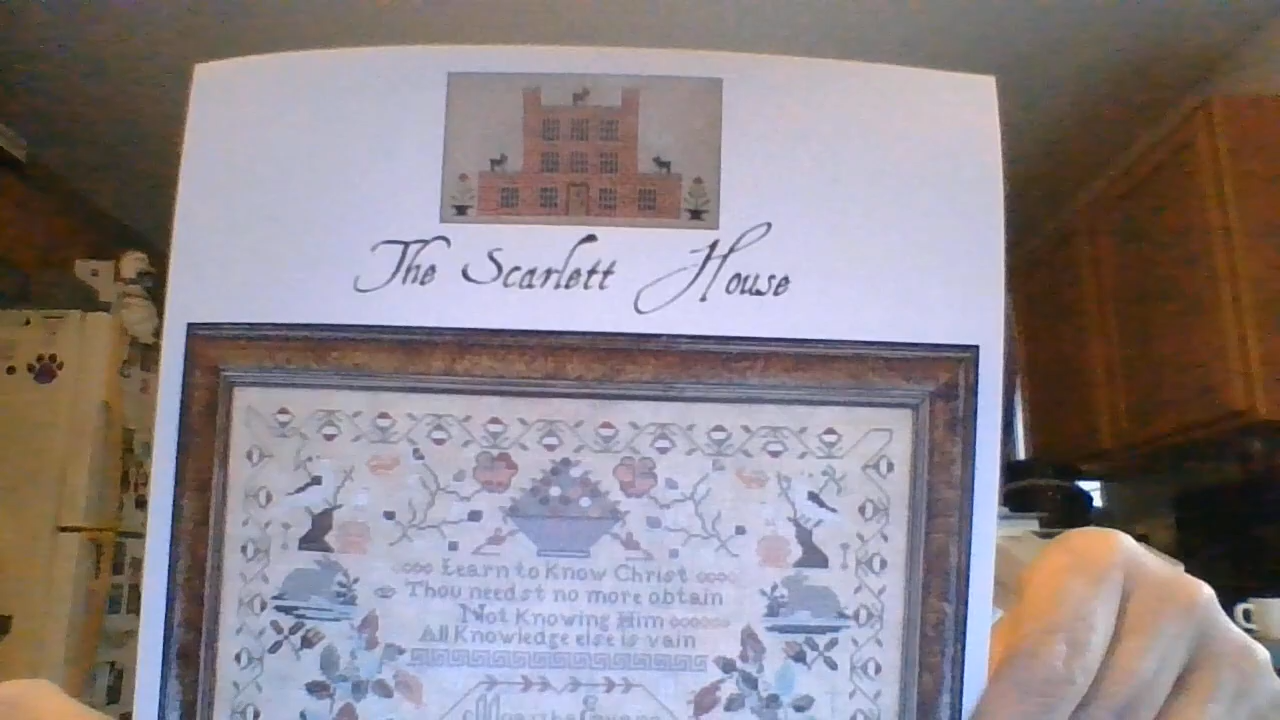 The Scarlett House
Learn to Know Christ
Thou needst no more obtain
Not Knowing Him
All Knowledge else is vain